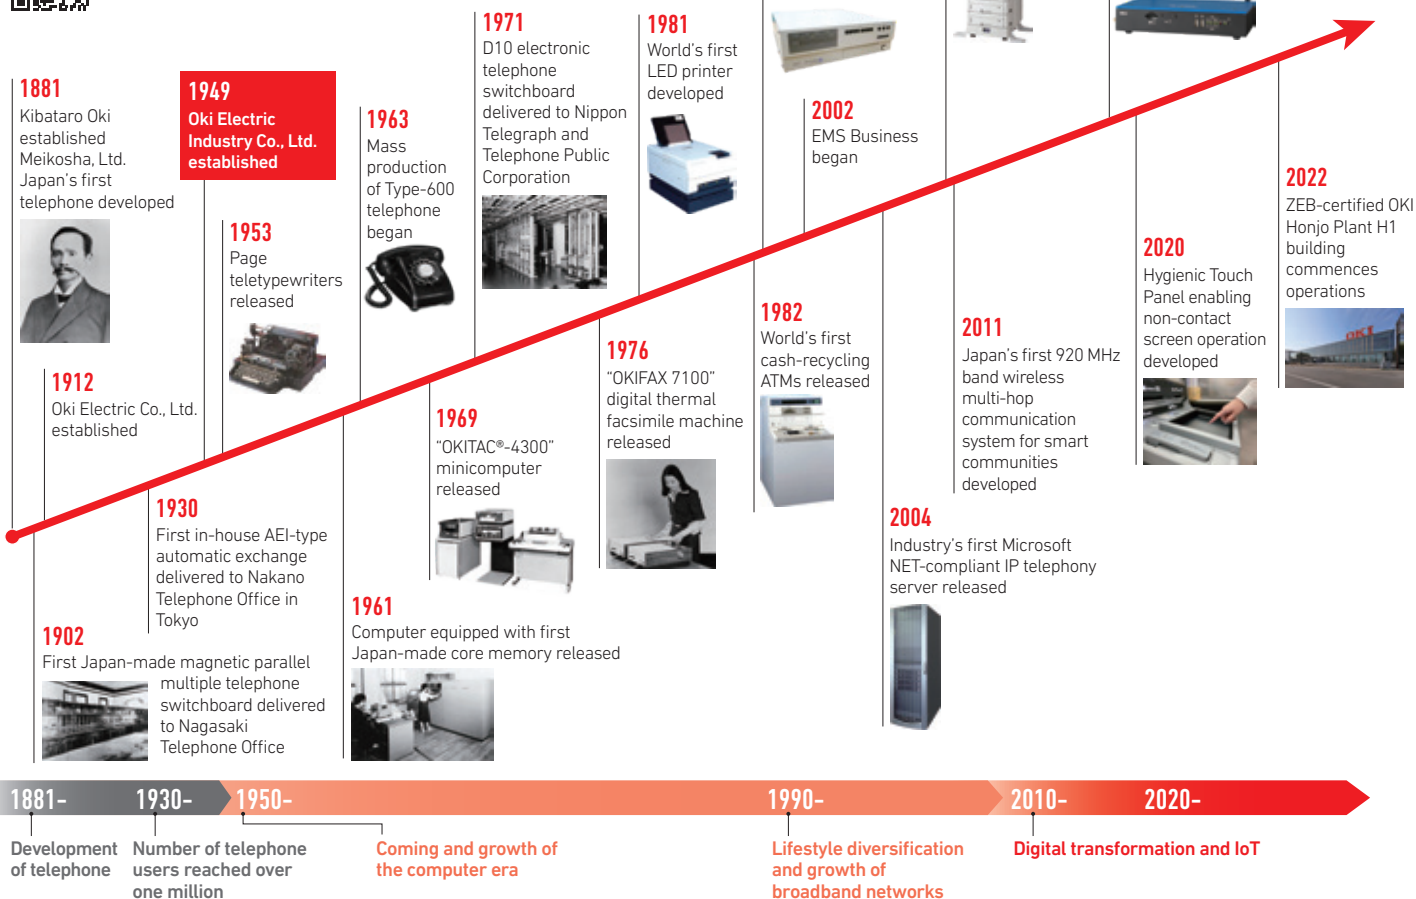 1881
Kibataro Oki
established
Meikosha, Ltd.
Japan's first
telephone developed
1902
First Japan-made magnetic parallel
multiple telephone
switchboard delivered
to Nagasaki
Telephone Office
1912
Oki Electric Co., Ltd.
established
1930
First in-house AEI-type
automatic exchange
delivered to Nakano
Telephone Office in
Tokyo
1949
Oki Electric
Industry Co., Ltd.
established
1953
Page
teletypewriters
released
1961
Computer equipped with first
Japan-made core memory released
1963
Mass
production
of Type-600
telephone
began
1969
“OKITAC®-4300”
minicomputer
released
1971
D10 electronic
telephone
switchboard
delivered to Nippon
Telegraph and
Telephone Public
Corporation
1976
“OKIFAX 7100”
digital thermal
facsimile machine
released
1981
World's first
LED printer
developed
1982
World's first
cash-recycling
ATMs released
2002
EMS Business
began
2004
Industry's first Microsoft
NET-compliant IP telephony
server released
2011
Japan's first 920 MHz
band wireless
multi-hop
communication
system for smart
communities
developed
2020
Hygienic Touch
Panel enabling
non-contact
screen operation
developed
2022
ZEB-certified OKI
Honjo Plant H1
building
commences
operations
OKI
1881-
1930-
1950-
1990-
2010-
2020-
Development
of telephone
Number of telephone
users reached over
one million
Coming and growth of
the computer era
Lifestyle diversification
and growth of
broadband networks
Digital transformation and IoT